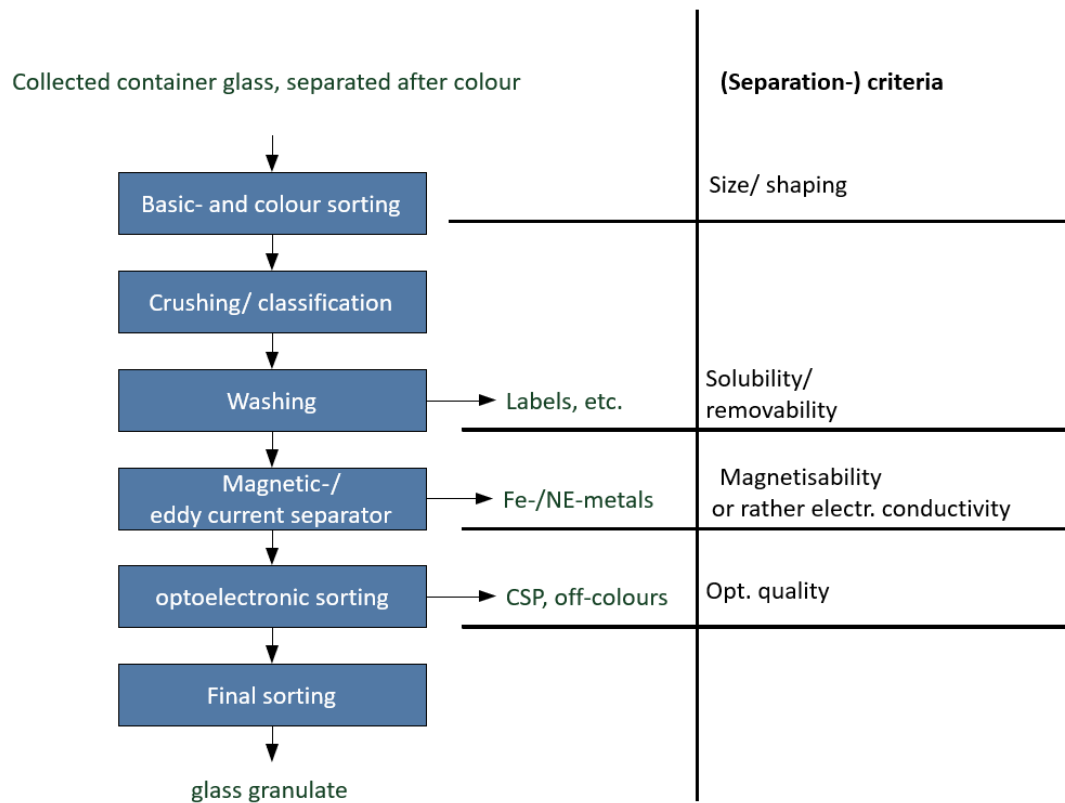 Collected container glass, separated after colour
(Separation-) criteria
Basic- and colour sorting
Size/ shaping
Crushing/ classification
Washing
Labels, etc.
Solubility/
removability
Magnetic-/
eddy current separator
Fe-/NE-metals
Magnetisability
or rather electr. conductivity
optoelectronic sorting
CSP, off-colours
Opt. quality
Final sorting
glass granulate